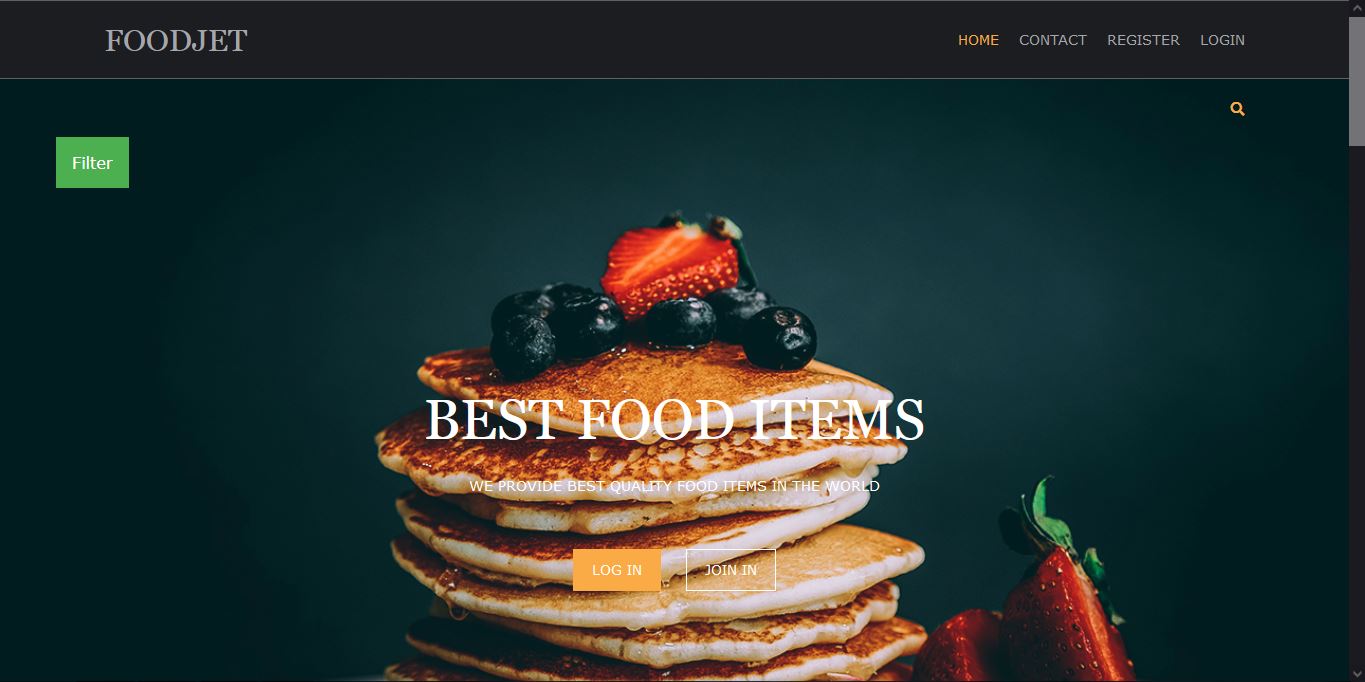 FOODJET
HOME CONTACT REGISTER LOGIN
Filter
BEST FOOD ITEMS
WE PROVIDE BEST QUALITY FOOD ITEMS IN THE WORLD
LOG IN JOIN IN